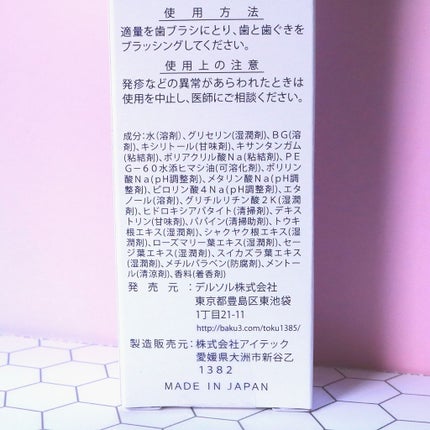 使用方法
適量を歯ブラシにとり、歯と歯ぐきを
ブラッシングしてください。
使用上の注意
発疹などの異常があらわれたときは
使用を中止し、医師にご相談ください。
成分:水(溶剤)、グリセリン(湿潤剤)、BG(溶
剤)、キシリトール(甘味剤)、キサンタンガム
(粘結剤)、ポリアクリル酸Na(粘結剤)、PE
G-60水添ヒマシ油(可溶化剤)、ポリリン
酸Na(pH調整剤)、メタリン酸Na(pH調
整剤)、ピロリン酸4Na(pH調整剤)、エタ
ノール(溶剤)、グリチルリチン酸2K(湿潤
剤)、ヒドロキシアパタイト(清掃剤)、デキス
トリン(甘味剤)、パパイン(清掃助剤)、トウキ
根エキス(湿潤剤)、シャクヤク根エキス(湿
潤剤)、ローズマリー葉エキス(湿潤剤)、セー
ジ葉エキス(湿潤剤)、スイカズラ葉エキス
(湿潤剤)、メチルパラベン(防腐剤)、メントー
ル(清涼剤)、香料(着香剤)
発売元:デルソル株式会社
東京都豊島区東池袋
1丁目21-11
http://baku3.com/toku1385/
製造販売元:株式会社アイテック
愛媛県大洲市新谷乙
1382
MADE IN JAPAN